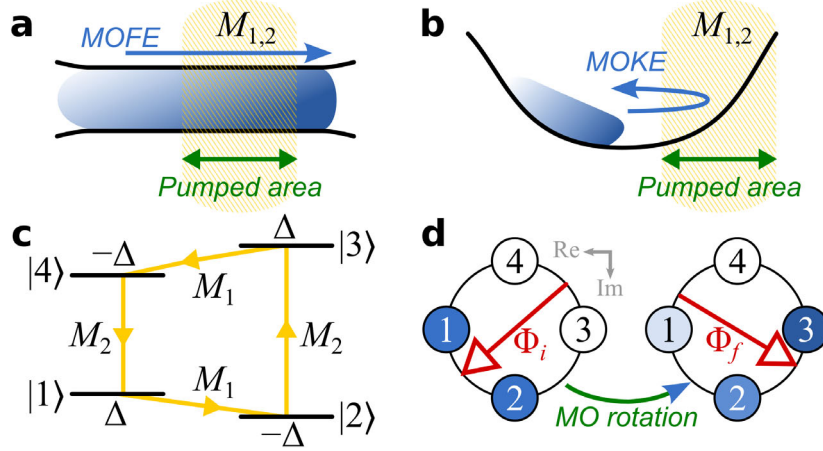 a
MOFE
M1,2
Pumped area
b
M1,2
MOKE
Pumped area
c
−Δ
Δ
|4⟩
|3⟩
M1
M2
M2
|1⟩
M1
|2⟩
Δ
−Δ
d
Re
Im
4
1
3
2
Φi
4
1
3
2
Φf
MO rotation